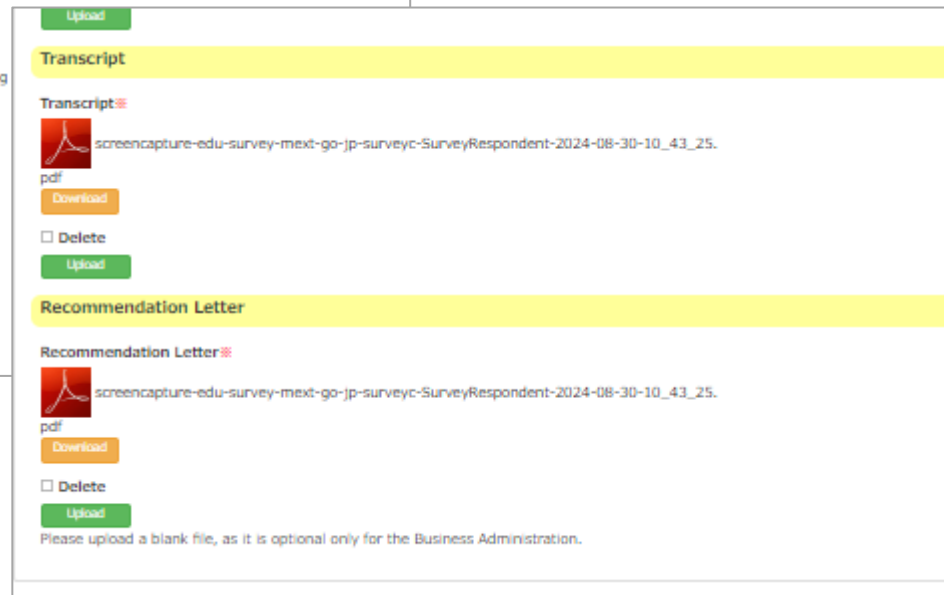 Upload
Transcript
g
Transcript※
screencapture-edu-survey-mext-go-jp-surveyc-SurveyRespondent-2024-08-30-10_43_25.
pdf
Download
Delete
Upload
Recommendation Letter
Recommendation Letter※
screencapture-edu-survey-mext-go-jp-surveyc-SurveyRespondent-2024-08-30-10_43_25.
pdf
Download
Delete
Upload
Please upload a blank file, as it is optional only for the Business Administration.